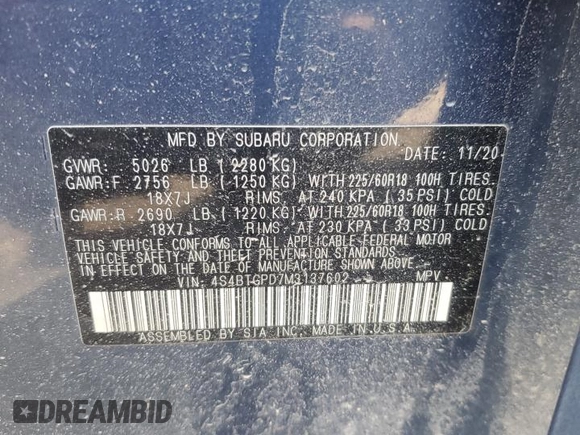 MFD BY SUBARU CORPORATION 11/20
GVWR: 5026 LB (2280 KG)
GAWR:F 2756 LB (1250 KG) WITH 225/60R18 100H TIRES.
18X7J RIMS AT 240 KPA (35 PSI) COLD
GAWR:R 2690 LB (1220 KG) WITH 225/60R18 100H TIRES.
18X7J RIMS AT 230 KPA (33 PSI) COLD
THIS VEHICLE CONFORMS TO ALL APPLICABLE FEDERAL MOTOR
VEHICLE SAFETY AND BUMPER STANDARDS IN EFFECT
ON THE DATE OF MANUFACTURE SHOWN ABOVE.
VIN 4S4BTGPD7M3137602 MPV
ASSEMBLED BY SIA, INC. MADE IN U.S.A.
DREAMBID